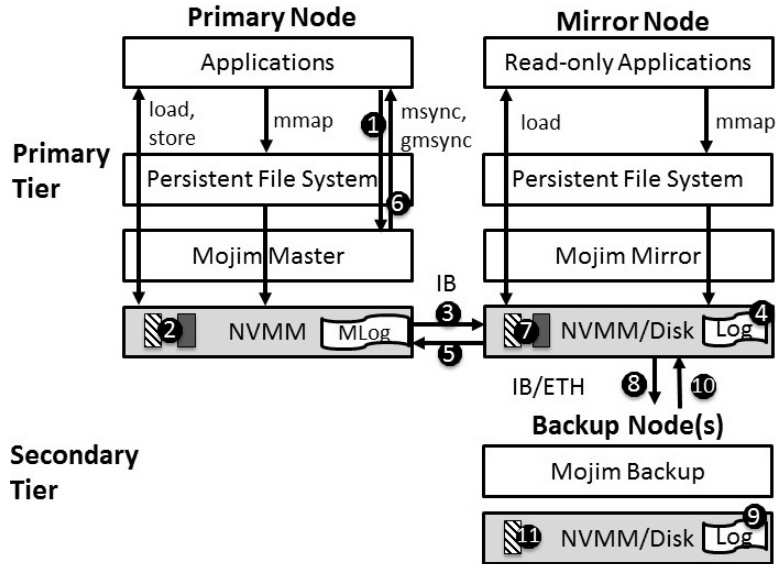 Primary Node
Mirror Node
Applications
Read-only Applications
load,
store
mmap
1
msync,
gmsync
load
mmap
Primary
Tier
Persistent File System
Persistent File System
6
Mojim Master
Mojim Mirror
IB
2
NVMM
MLog
3
5
7
NVMM/Disk
Log
4
IB/ETH
8
10
Backup Node(s)
Secondary
Tier
Mojim Backup
11
NVMM/Disk
Log
9